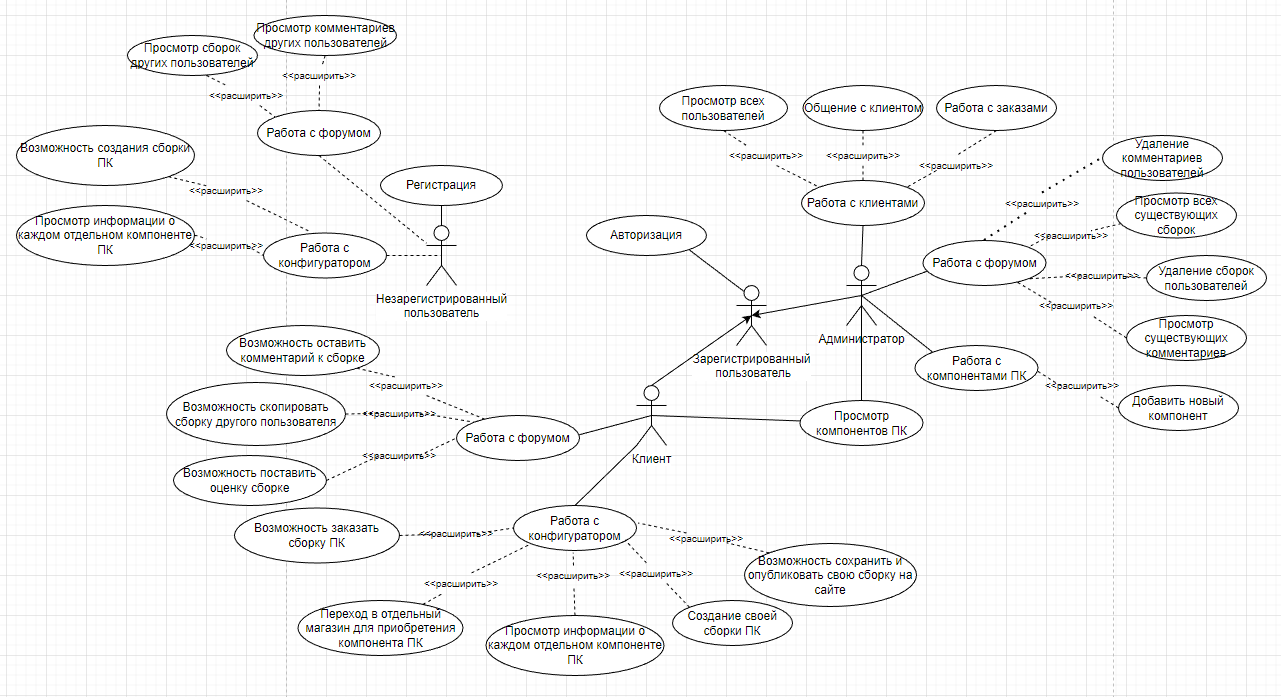 Просмотр комментариев
других пользователей
Просмотр сборок
других пользователей
<<расширить>>
<<расширить>>
Работа с форумом
Возможность создания сборки
ПК
<<расширить>>
Просмотр информации о
каждом отдельном компоненте
ПК
<<расширить>>
Работа с
конфигуратором
Регистрация
Незарегистрированный
пользователь
Просмотр всех
пользователей
Общение с клиентом
Работа с заказами
<<расширить>>
<<расширить>>
<<расширить>>
Работа с клиентами
Удаление
комментариев
пользователей
<<расширить>>
Просмотр всех
существующих
сборок
<<расширить>>
Авторизация
Работа с форумом
<<расширить>>
Удаление сборок
пользователей
<<расширить>>
Просмотр
существующих
комментариев
Администратор
Зарегистрированный
пользователь
Работа с
компонентами ПК
<<расширить>>
Добавить новый
компонент
Просмотр
компонентов ПК
Возможность оставить
комментарий к сборке
<<расширить>>
Возможность скопировать
сборку другого пользователя
<<расширить>>
Работа с форумом
<<расширить>>
Возможность поставить
оценку сборке
Клиент
Возможность заказать
сборку ПК
<<расширить>>
Работа с
конфигуратором
<<расширить>>
<<расширить>>
<<расширить>>
<<расширить>>
Возможность сохранить и
опубликовать свою сборку на
сайте
Переход в отдельный
магазин для приобретения
компонента ПК
Просмотр информации о
каждом отдельном компоненте
ПК
Создание своей
сборки ПК